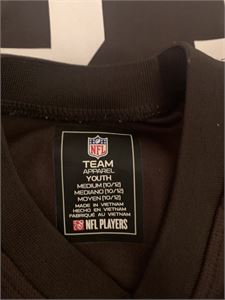 NFL
TEAM
APPAREL
YOUTH
MEDIUM (10/12)
MEDIANO (10/12)
MOYEN (10/12)
MADE IN VIETNAM
HECHO EN VIETNAM
FABRIQUÉ AU VIETNAM
NFL PLAYERS